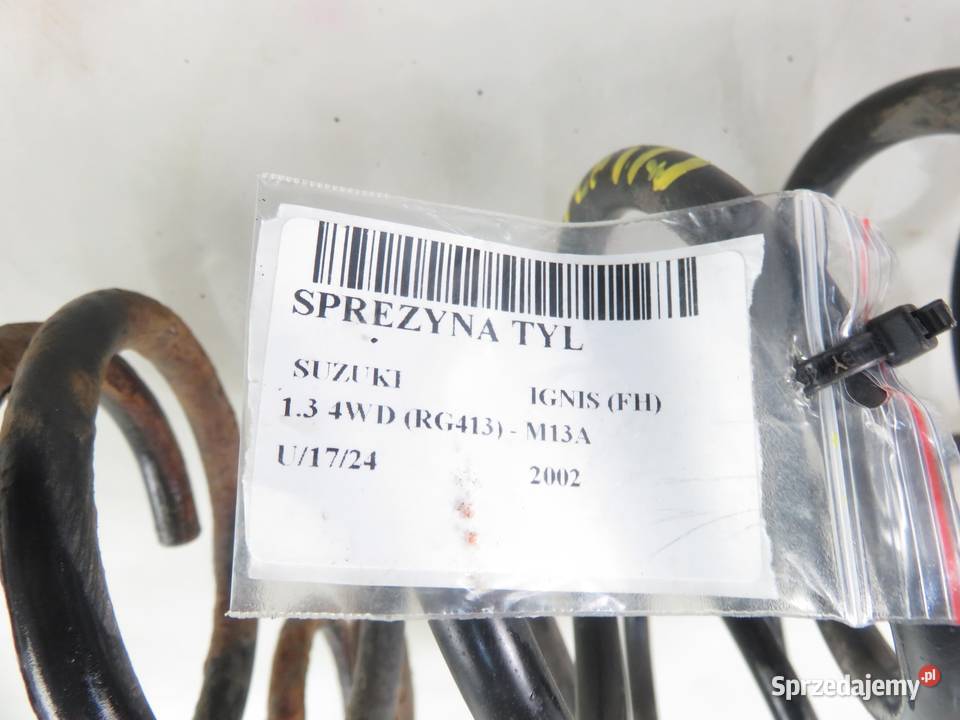 SPREZYNA TYL
SUZUKI IGNIS (FH)
1.3 4WD (RG413) - M13A
U/17/24 2002
Sprzedajemy.pl